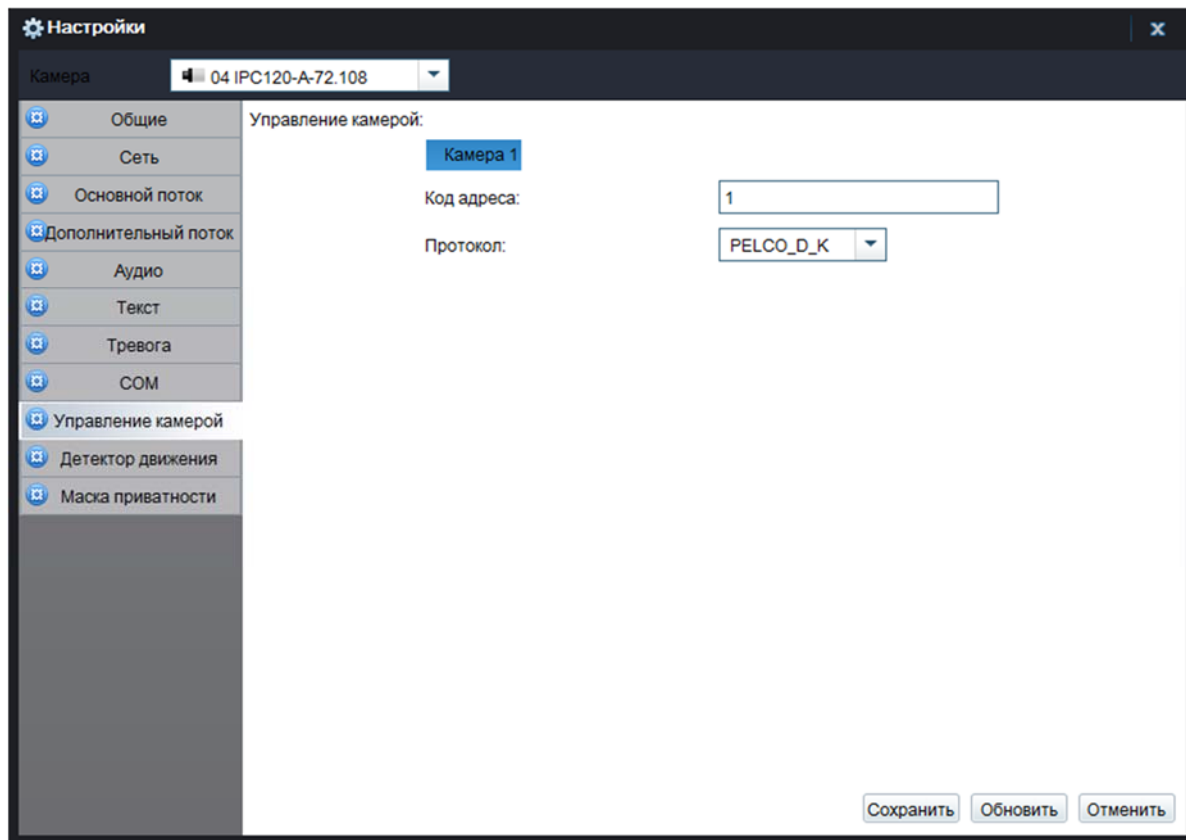 Настройки
Камера 04 IPC120-A-72.108
Общие
Сеть
Основной поток
Дополнительный поток
Аудио
Текст
Тревога
COM
Управление камерой
Детектор движения
Маска приватности
Управление камерой:
Камера 1
Код адреса: 1
Протокол: PELCO_D_K
Сохранить Обновить Отменить